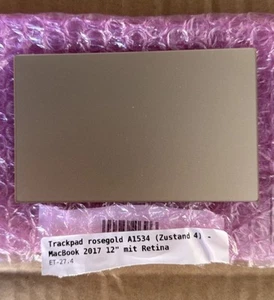 Trackpad rosegold A1534 (Zustand 4) -
MacBook 2017 12" mit Retina
ET-27.4